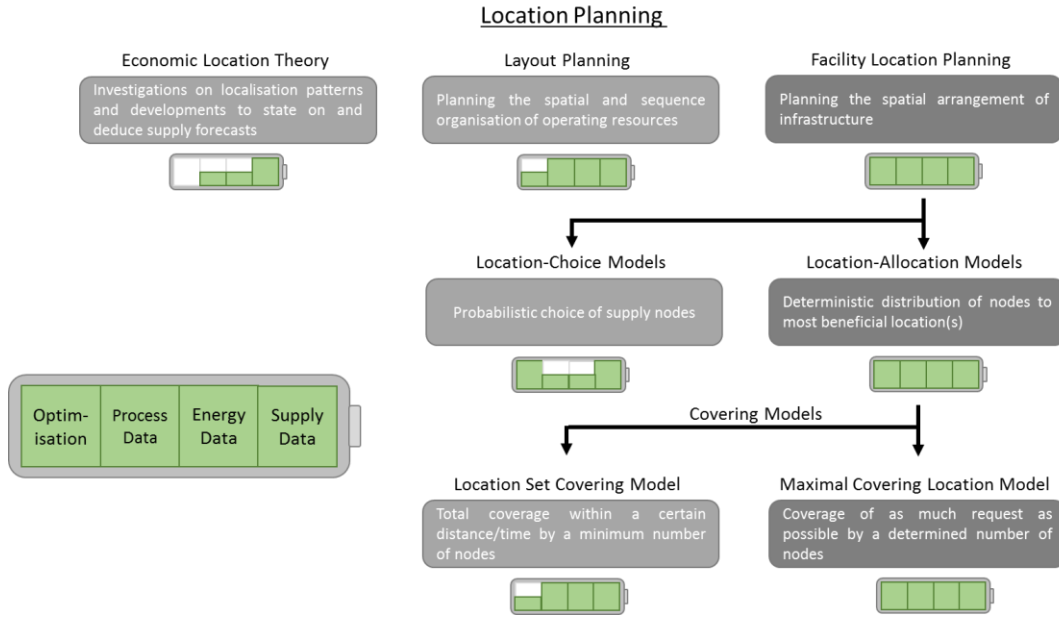 Location Planning
Economic Location Theory
Investigations on localisation patterns
and developments to state on and
deduce supply forecasts
Layout Planning
Planning the spatial and sequence
organisation of operating resources
Facility Location Planning
Planning the spatial arrangement of
infrastructure
Location-Choice Models
Probabilistic choice of supply nodes
Location-Allocation Models
Deterministic distribution of nodes to
most beneficial location(s)
Optim-
isation
Process
Data
Energy
Data
Supply
Data
Covering Models
Location Set Covering Model
Total coverage within a certain
distance/time by a minimum number
of nodes
Maximal Covering Location Model
Coverage of as much request as
possible by a determined number of
nodes